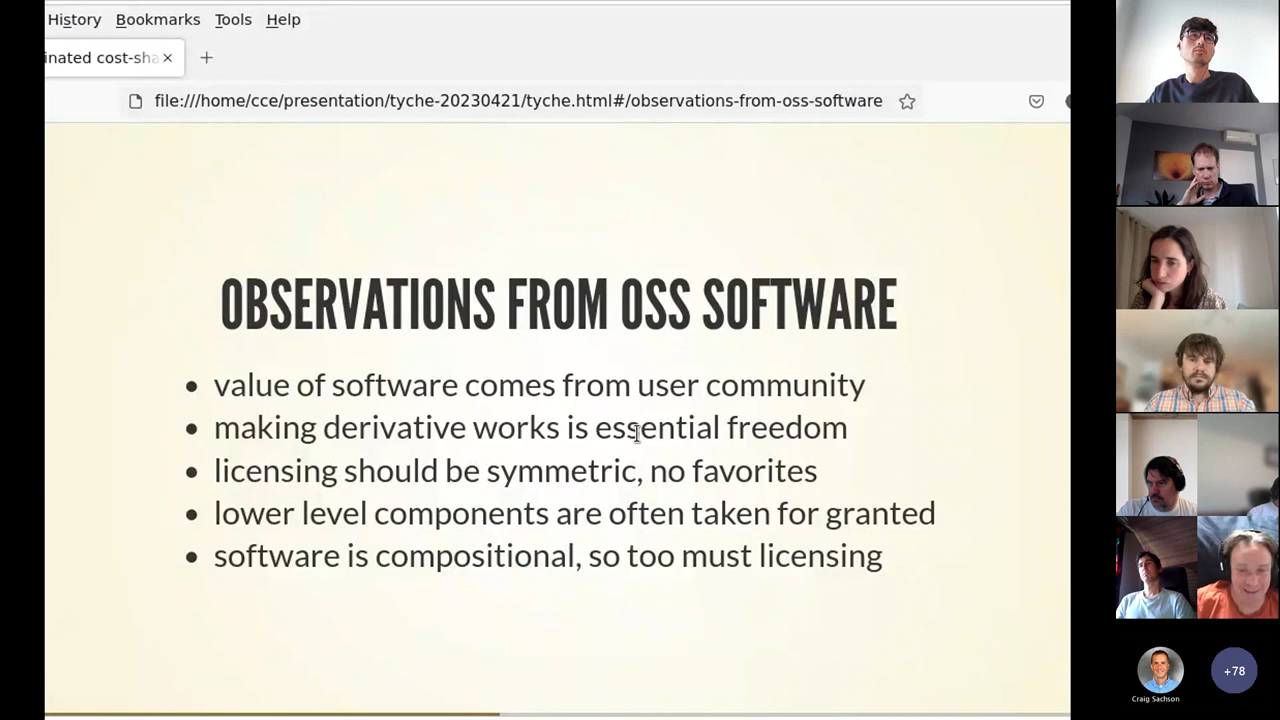 History Bookmarks Tools Help
inated cost-sha
file:///home/cce/presentation/tyche-20230421/tyche.html#/observations-from-oss-software
OBSERVATIONS FROM OSS SOFTWARE
• value of software comes from user community
• making derivative works is essential freedom
• licensing should be symmetric, no favorites
• lower level components are often taken for granted
• software is compositional, so too must licensing
Craig Sachson
+78